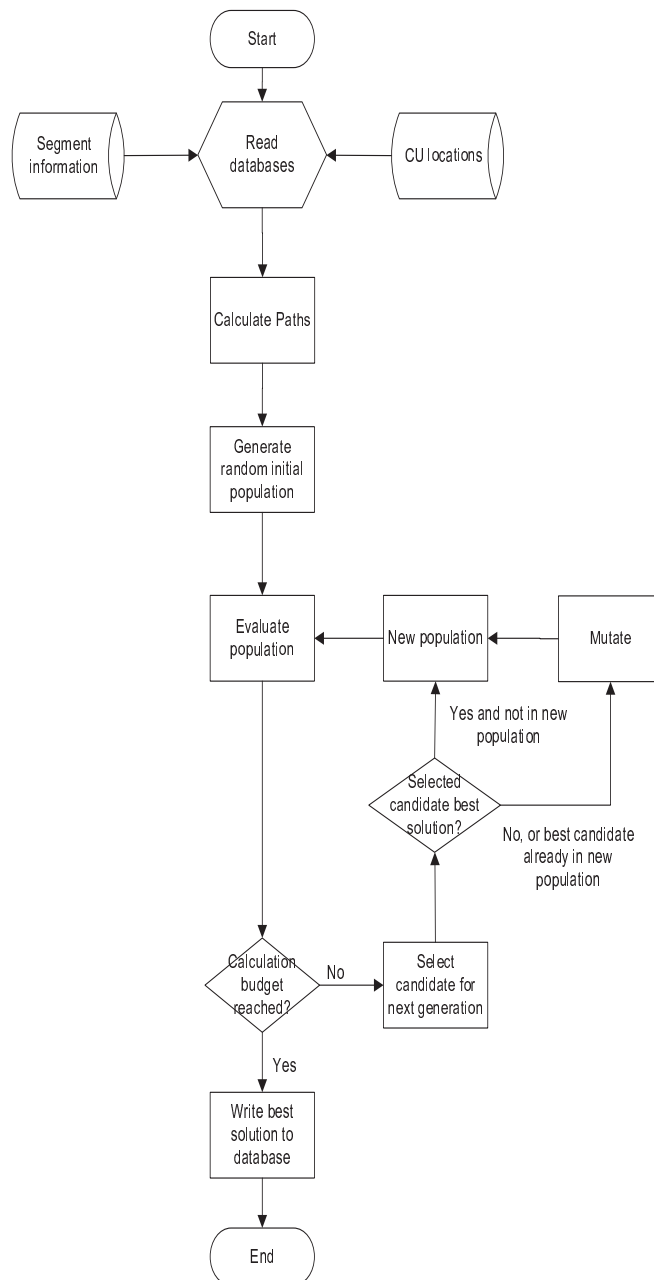 Start
Segment
information
Read
databases
CU locations
Calculate Paths
Generate
random initial
population
Evaluate
population
New population
Mutate
Yes and not in new
population
Selected
candidate best
solution?
No, or best candidate
already in new
population
Calculation
budget
reached?
No
Select
candidate for
next generation
Yes
Write best
solution to
database
End